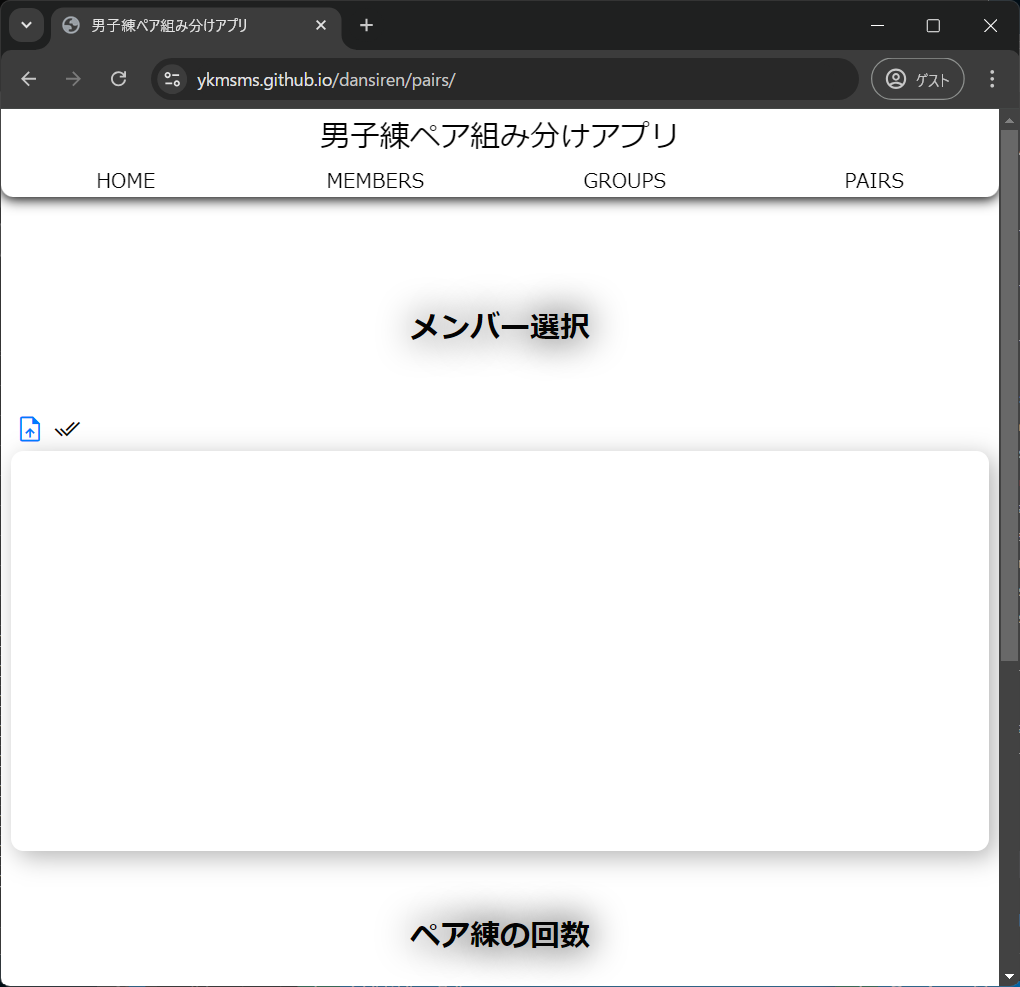 男子練ペア組み分けアプリ
ykmsms.github.io/dansiren/pairs/
ゲスト
男子練ペア組み分けアプリ
HOME MEMBERS GROUPS PAIRS
メンバー選択
ペア練の回数